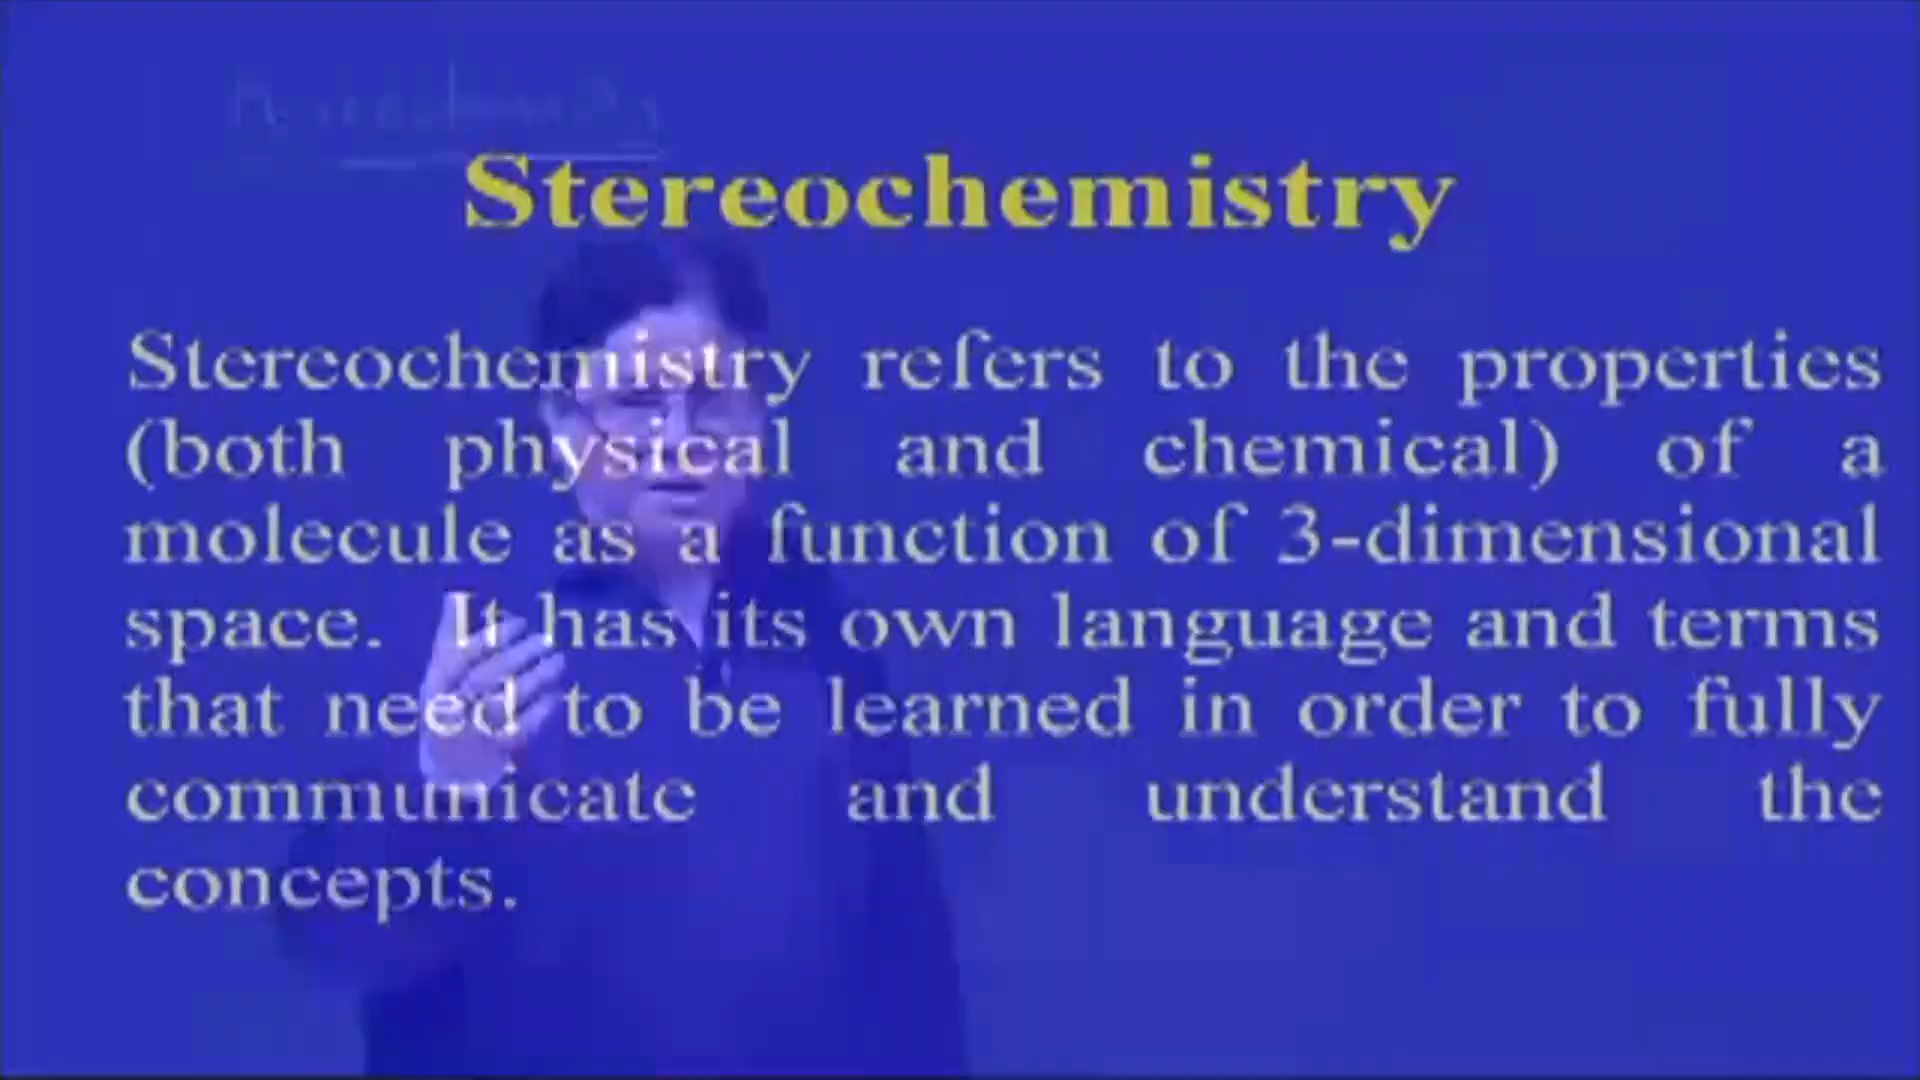 Stereochemistry
Stereochemistry refers to the properties
(both physical and chemical) of a
molecule as a function of 3-dimensional
space. It has its own language and terms
that need to be learned in order to fully
communicate and understand the
concepts.